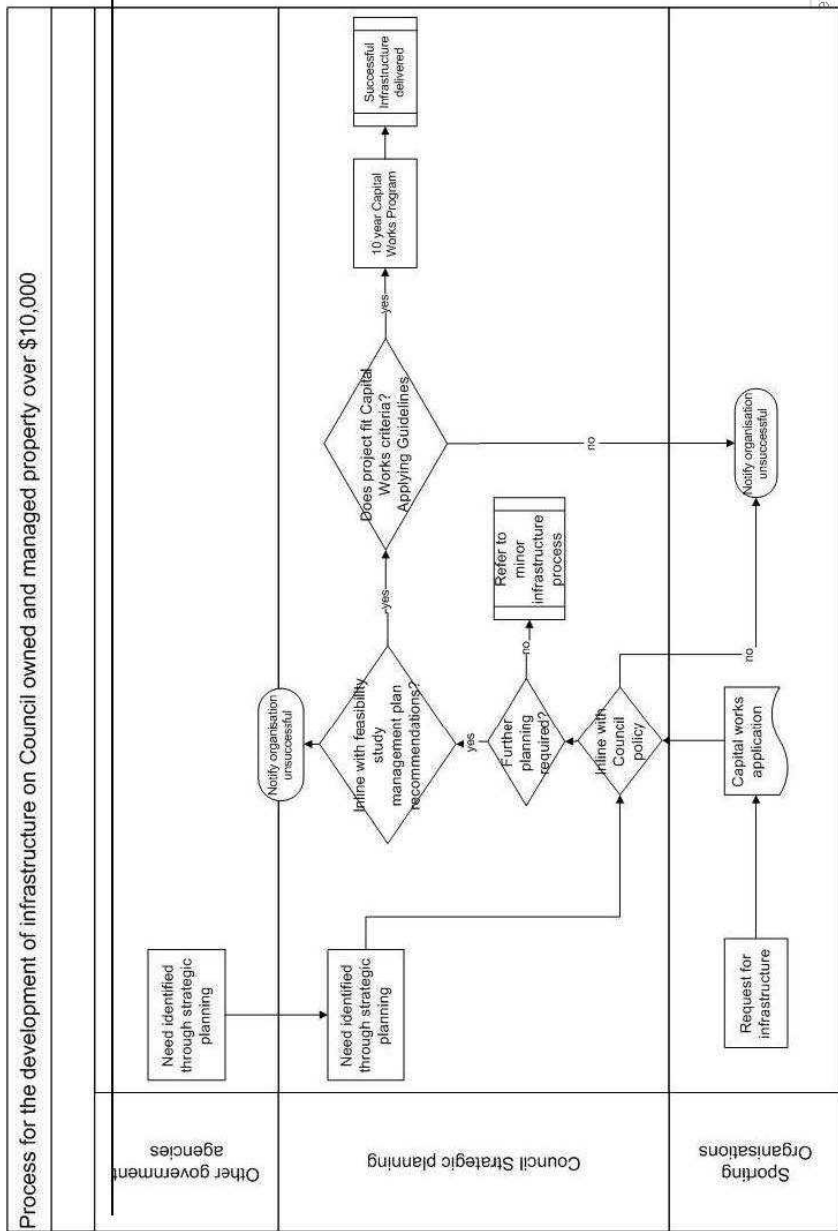 Process for the development of infrastructure on Council owned and managed property over $10,000
Other government
agencies
Need identified
through strategic
planning
Notify organisation
unsuccessful
Council Strategic planning
Need identified
through strategic
planning
Inline with feasibility
study
management plan
recommendations?
yes
Does project fit Capital
Works criteria?
Applying Guidelines
yes
10 year Capital
Works Program
Successful
Infrastructure
delivered
yes
Further
planning
required?
no
Refer to
minor
infrastructure
process
Inline with
Council
policy
no
no
Sporting
Organisations
Request for
infrastructure
Capital works
application
Notify organisation
unsuccessful